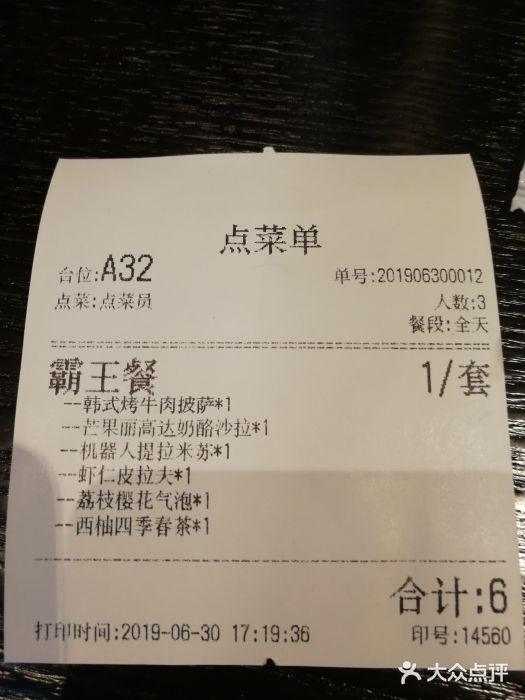 点菜单
台位:A32 单号:201906300012
点菜:点菜员 人数:3
餐段:全天
霸王餐 1/套
--韩式烤牛肉披萨*1
--芒果丽高达奶酪沙拉*1
--机器人提拉米苏*1
--虾仁皮拉夫*1
--荔枝樱花气泡*1
--西柚四季春茶*1
合计:6
打印时间:2019-06-30 17:19:36 印号:14560
大众点评